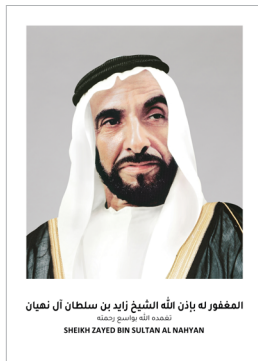 المغفور له بإذن الله الشيخ زايد بن سلطان آل نهيان
تغمده الله بواسع رحمته
SHEIKH ZAYED BIN SULTAN AL NAHYAN